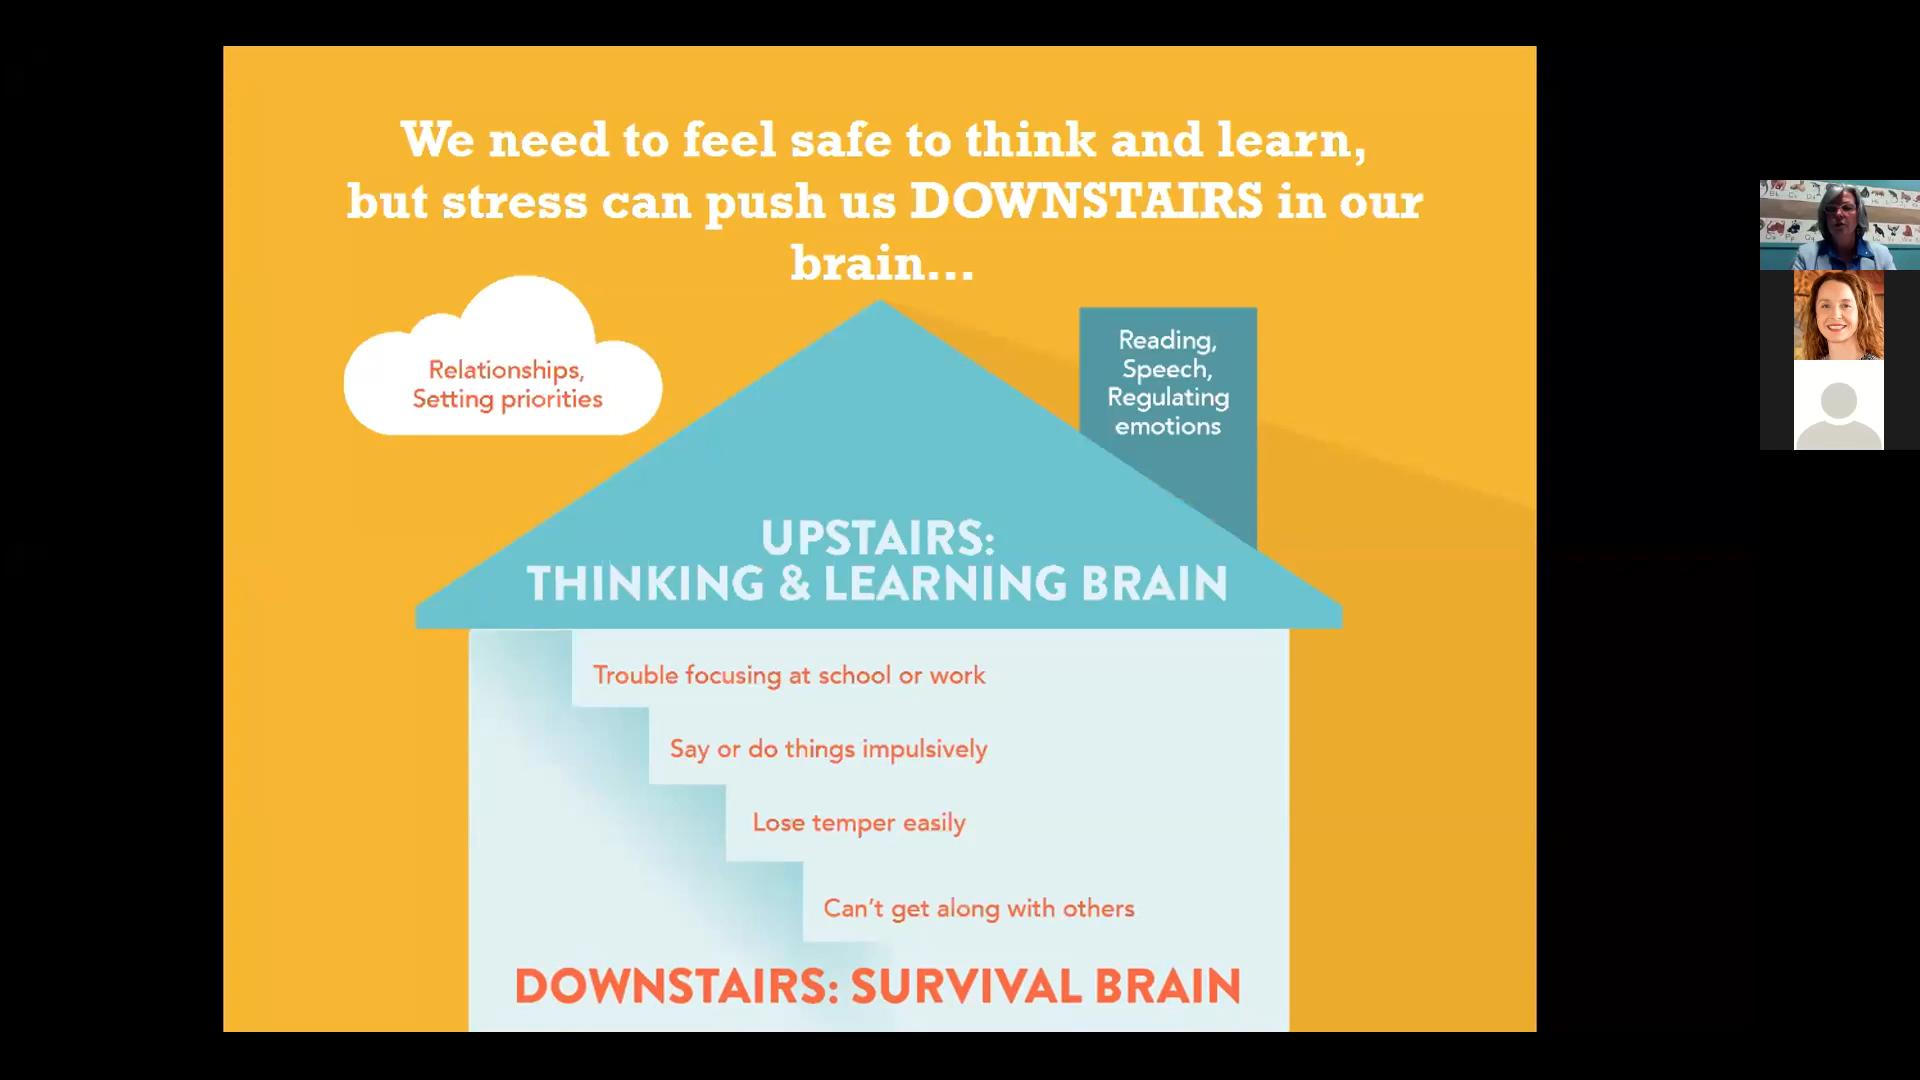 We need to feel safe to think and learn,
but stress can push us DOWNSTAIRS in our
brain...
Relationships,
Setting priorities
Reading,
Speech,
Regulating
emotions
UPSTAIRS:
THINKING & LEARNING BRAIN
Trouble focusing at school or work
Say or do things impulsively
Lose temper easily
Can't get along with others
DOWNSTAIRS: SURVIVAL BRAIN